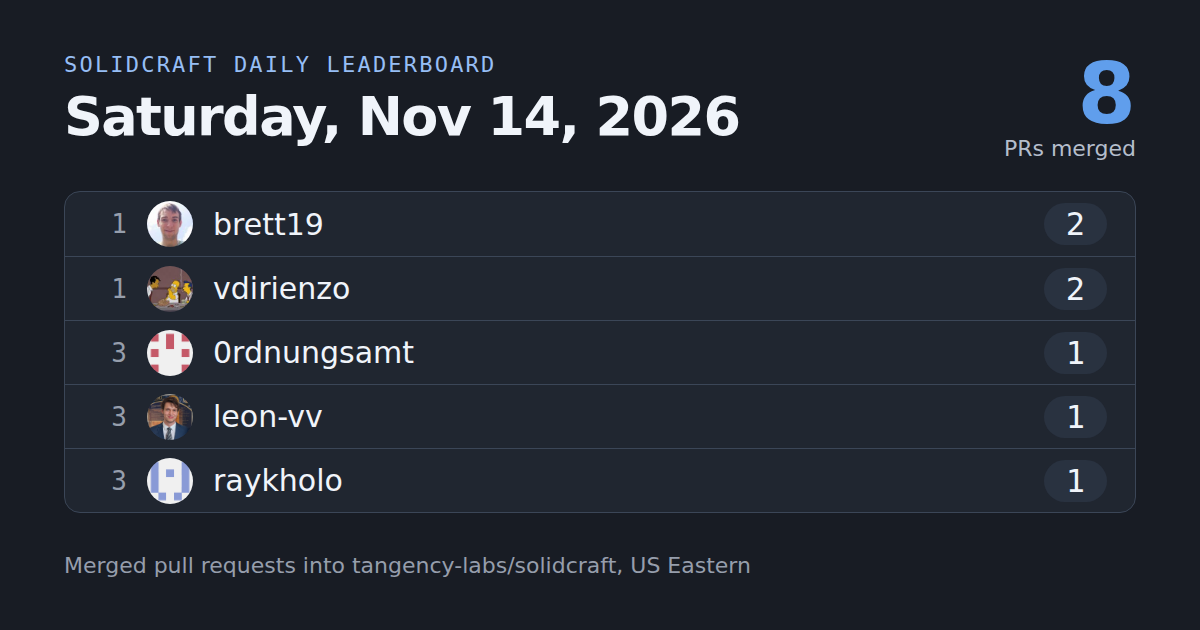 SOLIDCRAFT DAILY LEADERBOARD
Saturday, Nov 14, 2026
8
PRs merged
1 brett19 2
1 vdirienzo 2
3 0rdnungsamt 1
3 leon-vv 1
3 raykholo 1
Merged pull requests into tangency-labs/solidcraft, US Eastern